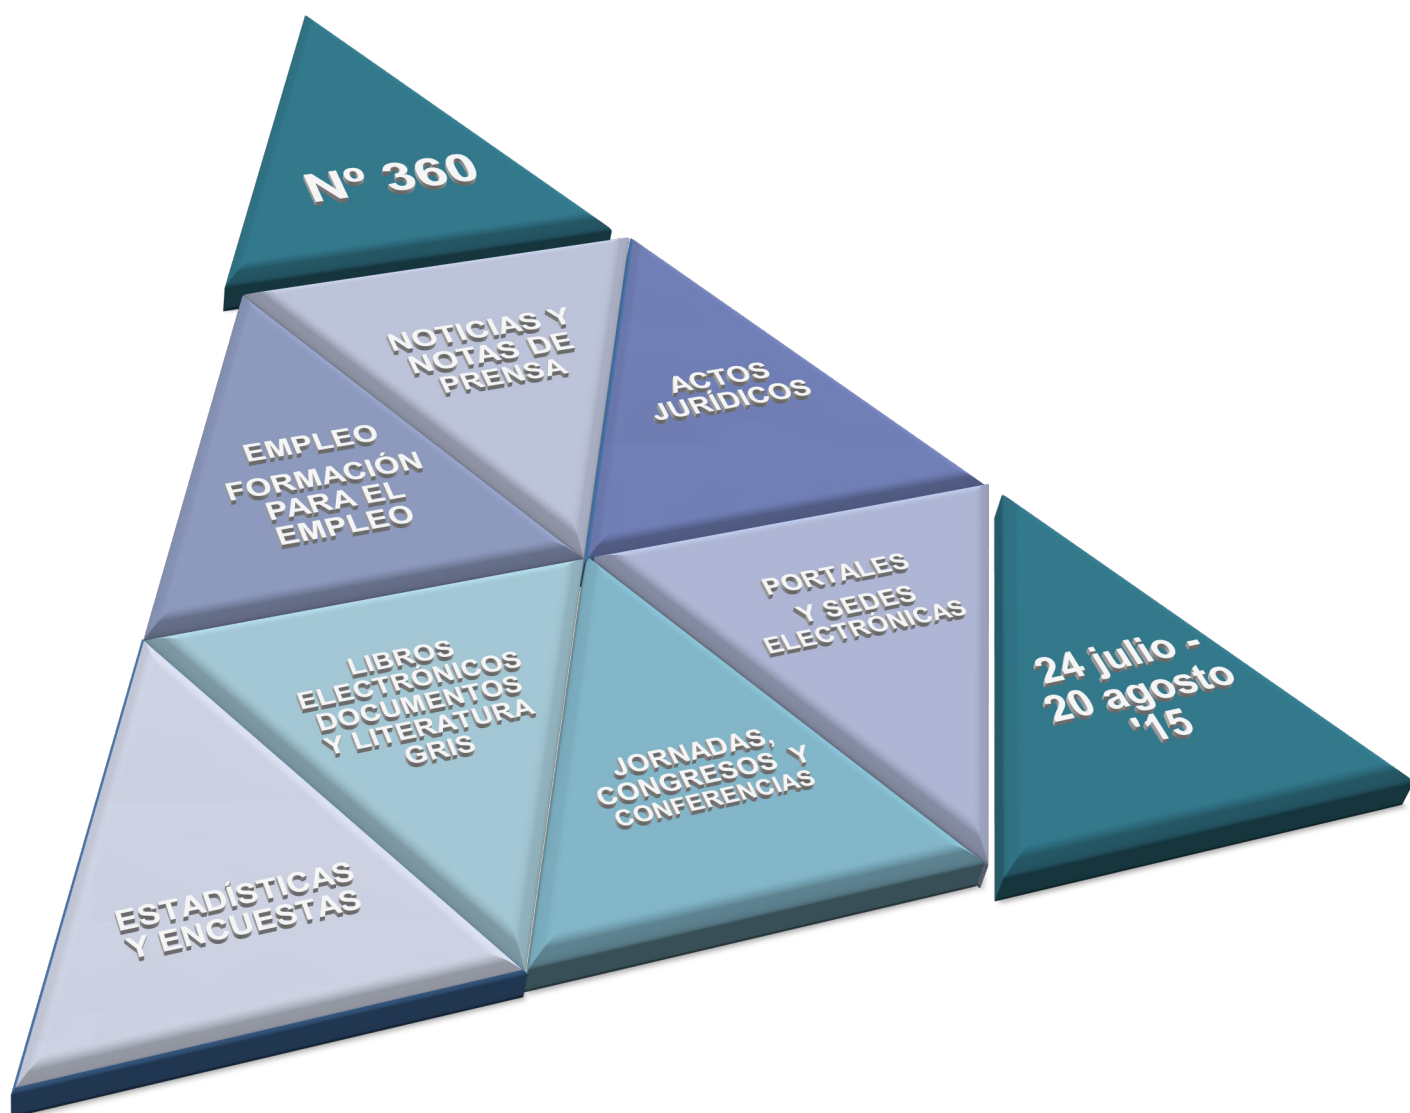 Nº 360
NOTICIAS Y
NOTAS DE
PRENSA
ACTOS
JURÍDICOS
EMPLEO
FORMACIÓN
PARA EL
EMPLEO
PORTALES
Y SEDES
ELECTRÓNICAS
LIBROS
ELECTRÓNICOS
DOCUMENTOS
Y LITERATURA
GRIS
JORNADAS,
CONGRESOS Y
CONFERENCIAS
24 julio -
20 agosto
'15
ESTADÍSTICAS
Y ENCUESTAS